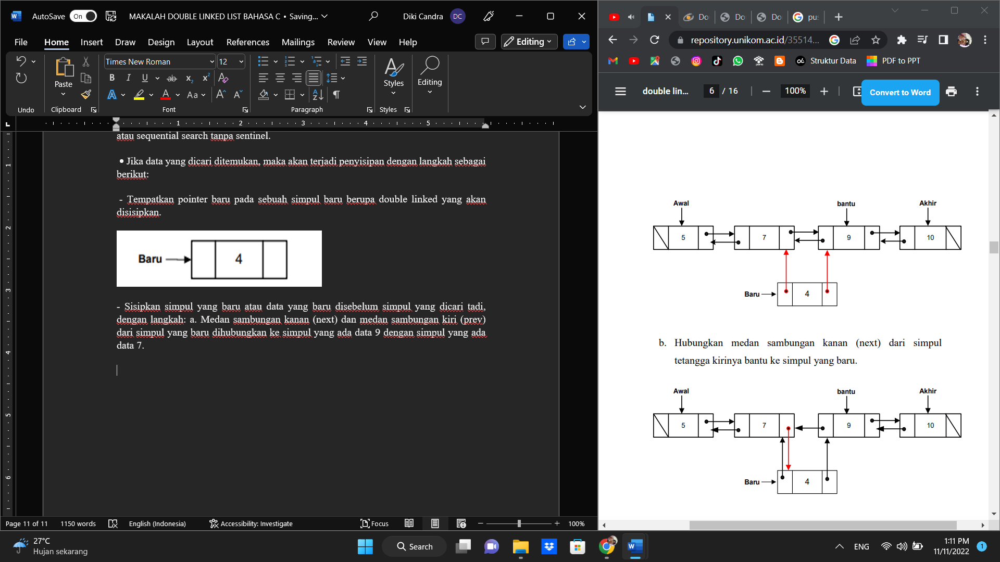 AutoSave On MAKALAH DOUBLE LINKED LIST BAHASA C • Saving... Diki Candra DC
File Home Insert Draw Design Layout References Mailings Review View Help Editing
Times New Roman 12
Paste Styles Editing
B I U ab x₂ x² A
A A Aa A A
Undo Clipboard Font Paragraph Styles
1 2 3 4 5
atau sequential search tanpa sentinel.
• Jika data yang dicari ditemukan, maka akan terjadi penyisipan dengan langkah sebagai
berikut:
- Tempatkan pointer baru pada sebuah simpul baru berupa double linked yang akan
disisipkan.
Baru 4
- Sisipkan simpul yang baru atau data yang baru disebelum simpul yang dicari tadi,
dengan langkah: a. Medan sambungan kanan (next) dan medan sambungan kiri (prev)
dari simpul yang baru dihubungkan ke simpul yang ada data 9 dengan simpul yang ada
data 7.
1
2
3
4
5
6
Page 11 of 11 1150 words English (Indonesia) Accessibility: Investigate Focus 100%
Do Do Do pu
repository.unikom.ac.id/35514...
Struktur Data PDF to PPT
double lin... 6 / 16 100% Convert to Word
Awal bantu Akhir
5 7 9 10
Baru 4
b. Hubungkan medan sambungan kanan (next) dari simpul
tetangga kirinya bantu ke simpul yang baru.
Awal bantu Akhir
5 7 9 10
Baru 4
27°C
Hujan sekarang
Search
ENG
1:11 PM
11/11/2022
1